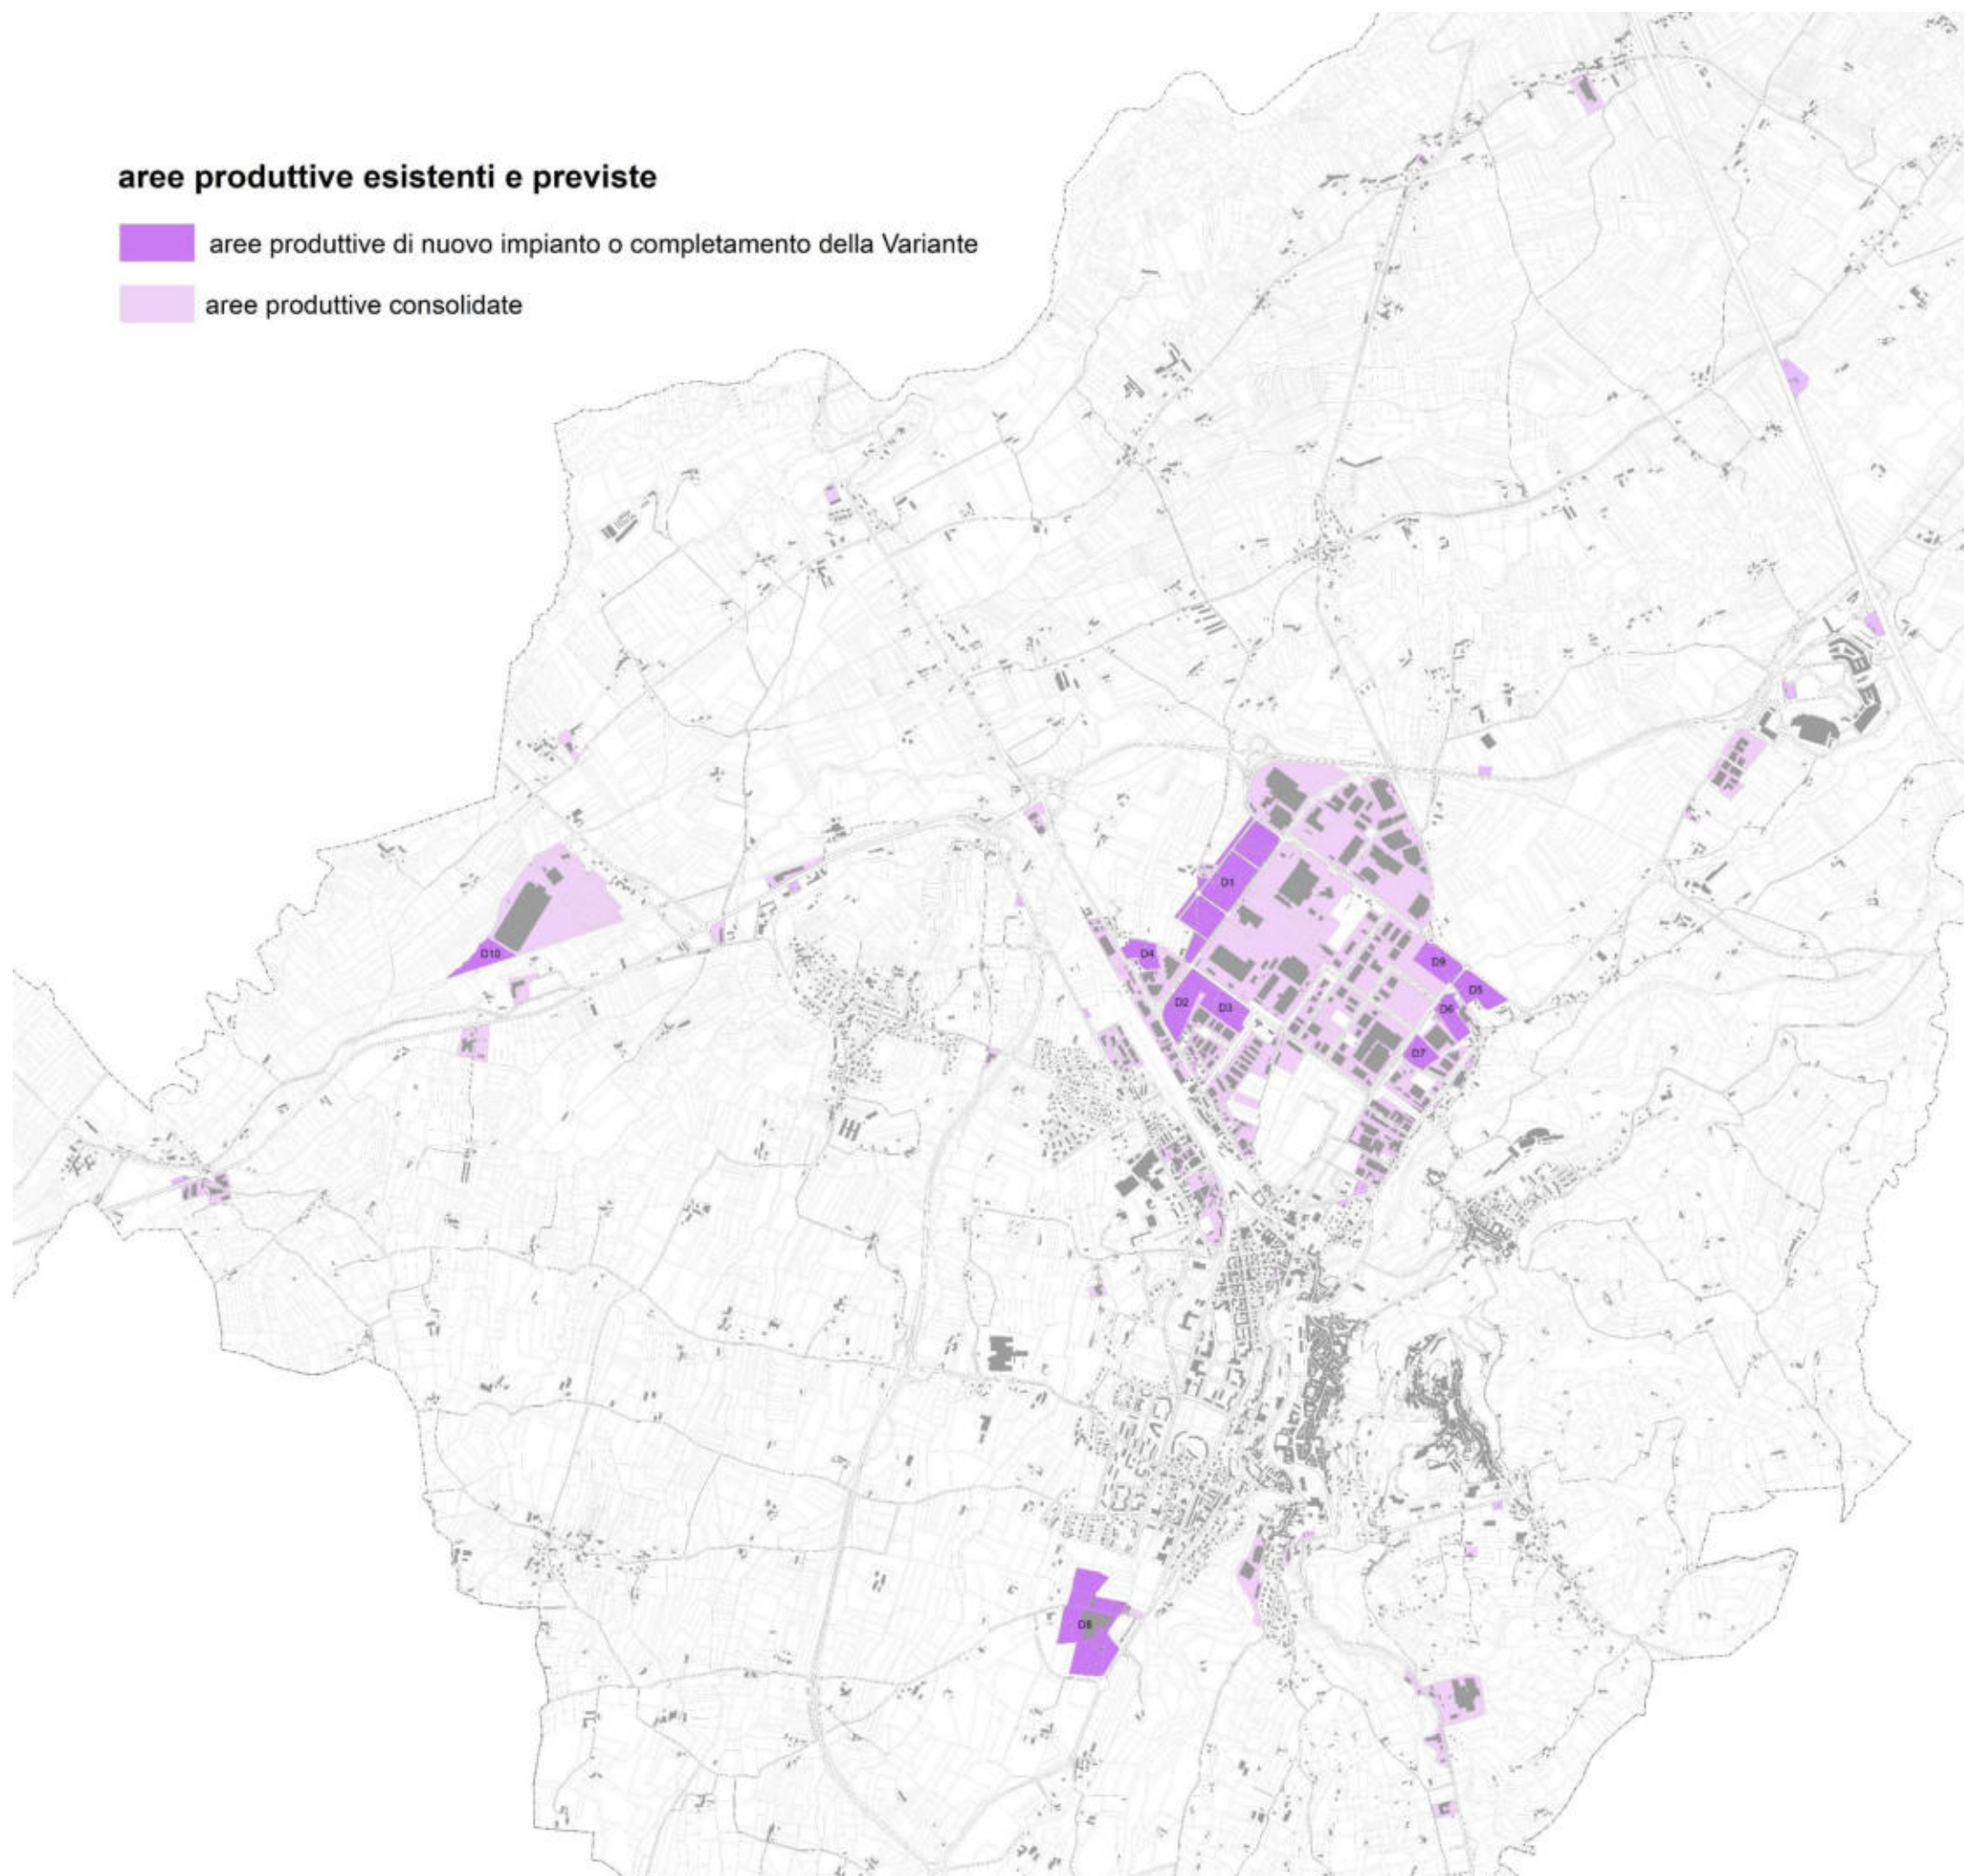 aree produttive esistenti e previste
aree produttive di nuovo impianto o completamento della Variante
aree produttive consolidate
D1
D10
D4
D9
D5
D2
D3
D6
D7
D8